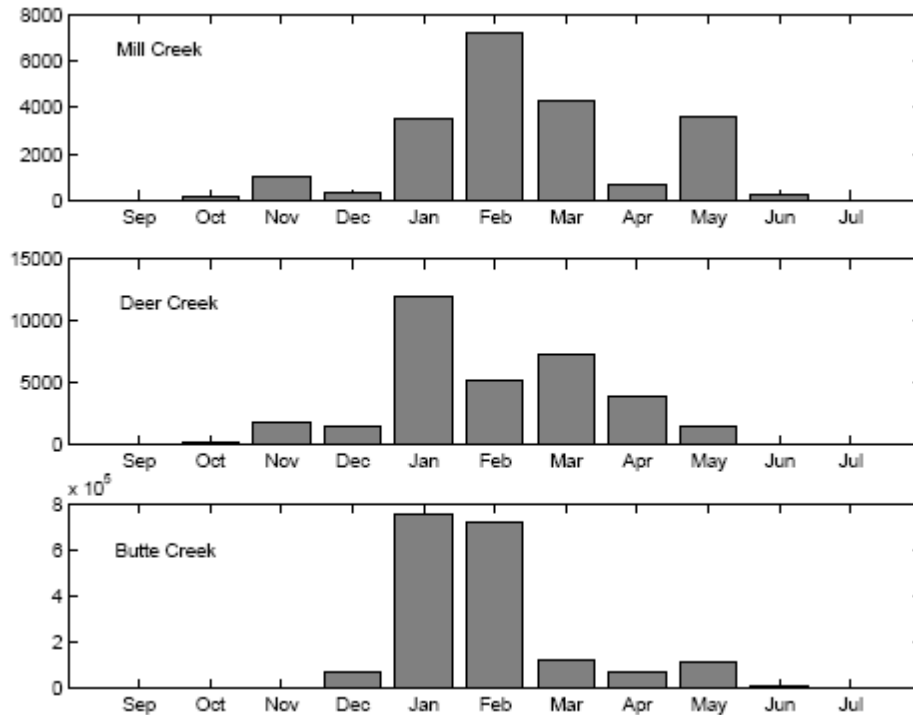 8000
Mill Creek
6000
4000
2000
0
Sep Oct Nov Dec Jan Feb Mar Apr May Jun Jul
15000
Deer Creek
10000
5000
0
Sep Oct Nov Dec Jan Feb Mar Apr May Jun Jul
x 10^5
8
Butte Creek
6
4
2
0
Sep Oct Nov Dec Jan Feb Mar Apr May Jun Jul